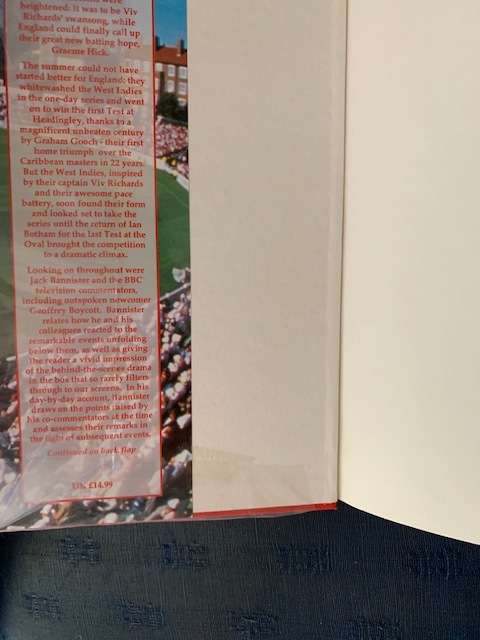 heightened: it was to be Viv
Richards' swansong, while
England could finally call up
their great new batting hope,
Graeme Hick.
The summer could not have
started better for England: they
whitewashed the West Indies
in the one-day series and went
on to win the first Test at
Headingley, thanks to a
magnificent unbeaten century
by Graham Gooch - their first
home triumph over the
Caribbean masters in 22 years.
But the West Indies, inspired
by their captain Viv Richards
and their awesome pace
battery, soon found their form
and looked set to take the
series until the return of Ian
Botham for the last Test at the
Oval brought the competition
to a dramatic climax.
Looking on throughout were
Jack Bannister and the BBC
television commentators,
including outspoken newcomer
Geoffrey Boycott. Bannister
relates how he and his
colleagues reacted to the
remarkable events unfolding
below them, as well as giving
the reader a vivid impression
of the behind-the-scenes drama
in the box that so rarely filters
through to our screens. In his
day-by-day account, Bannister
draws on the points raised by
his co-commentators at the time
and assesses their remarks in
the light of subsequent events.
Continued on back flap
UK £14.99